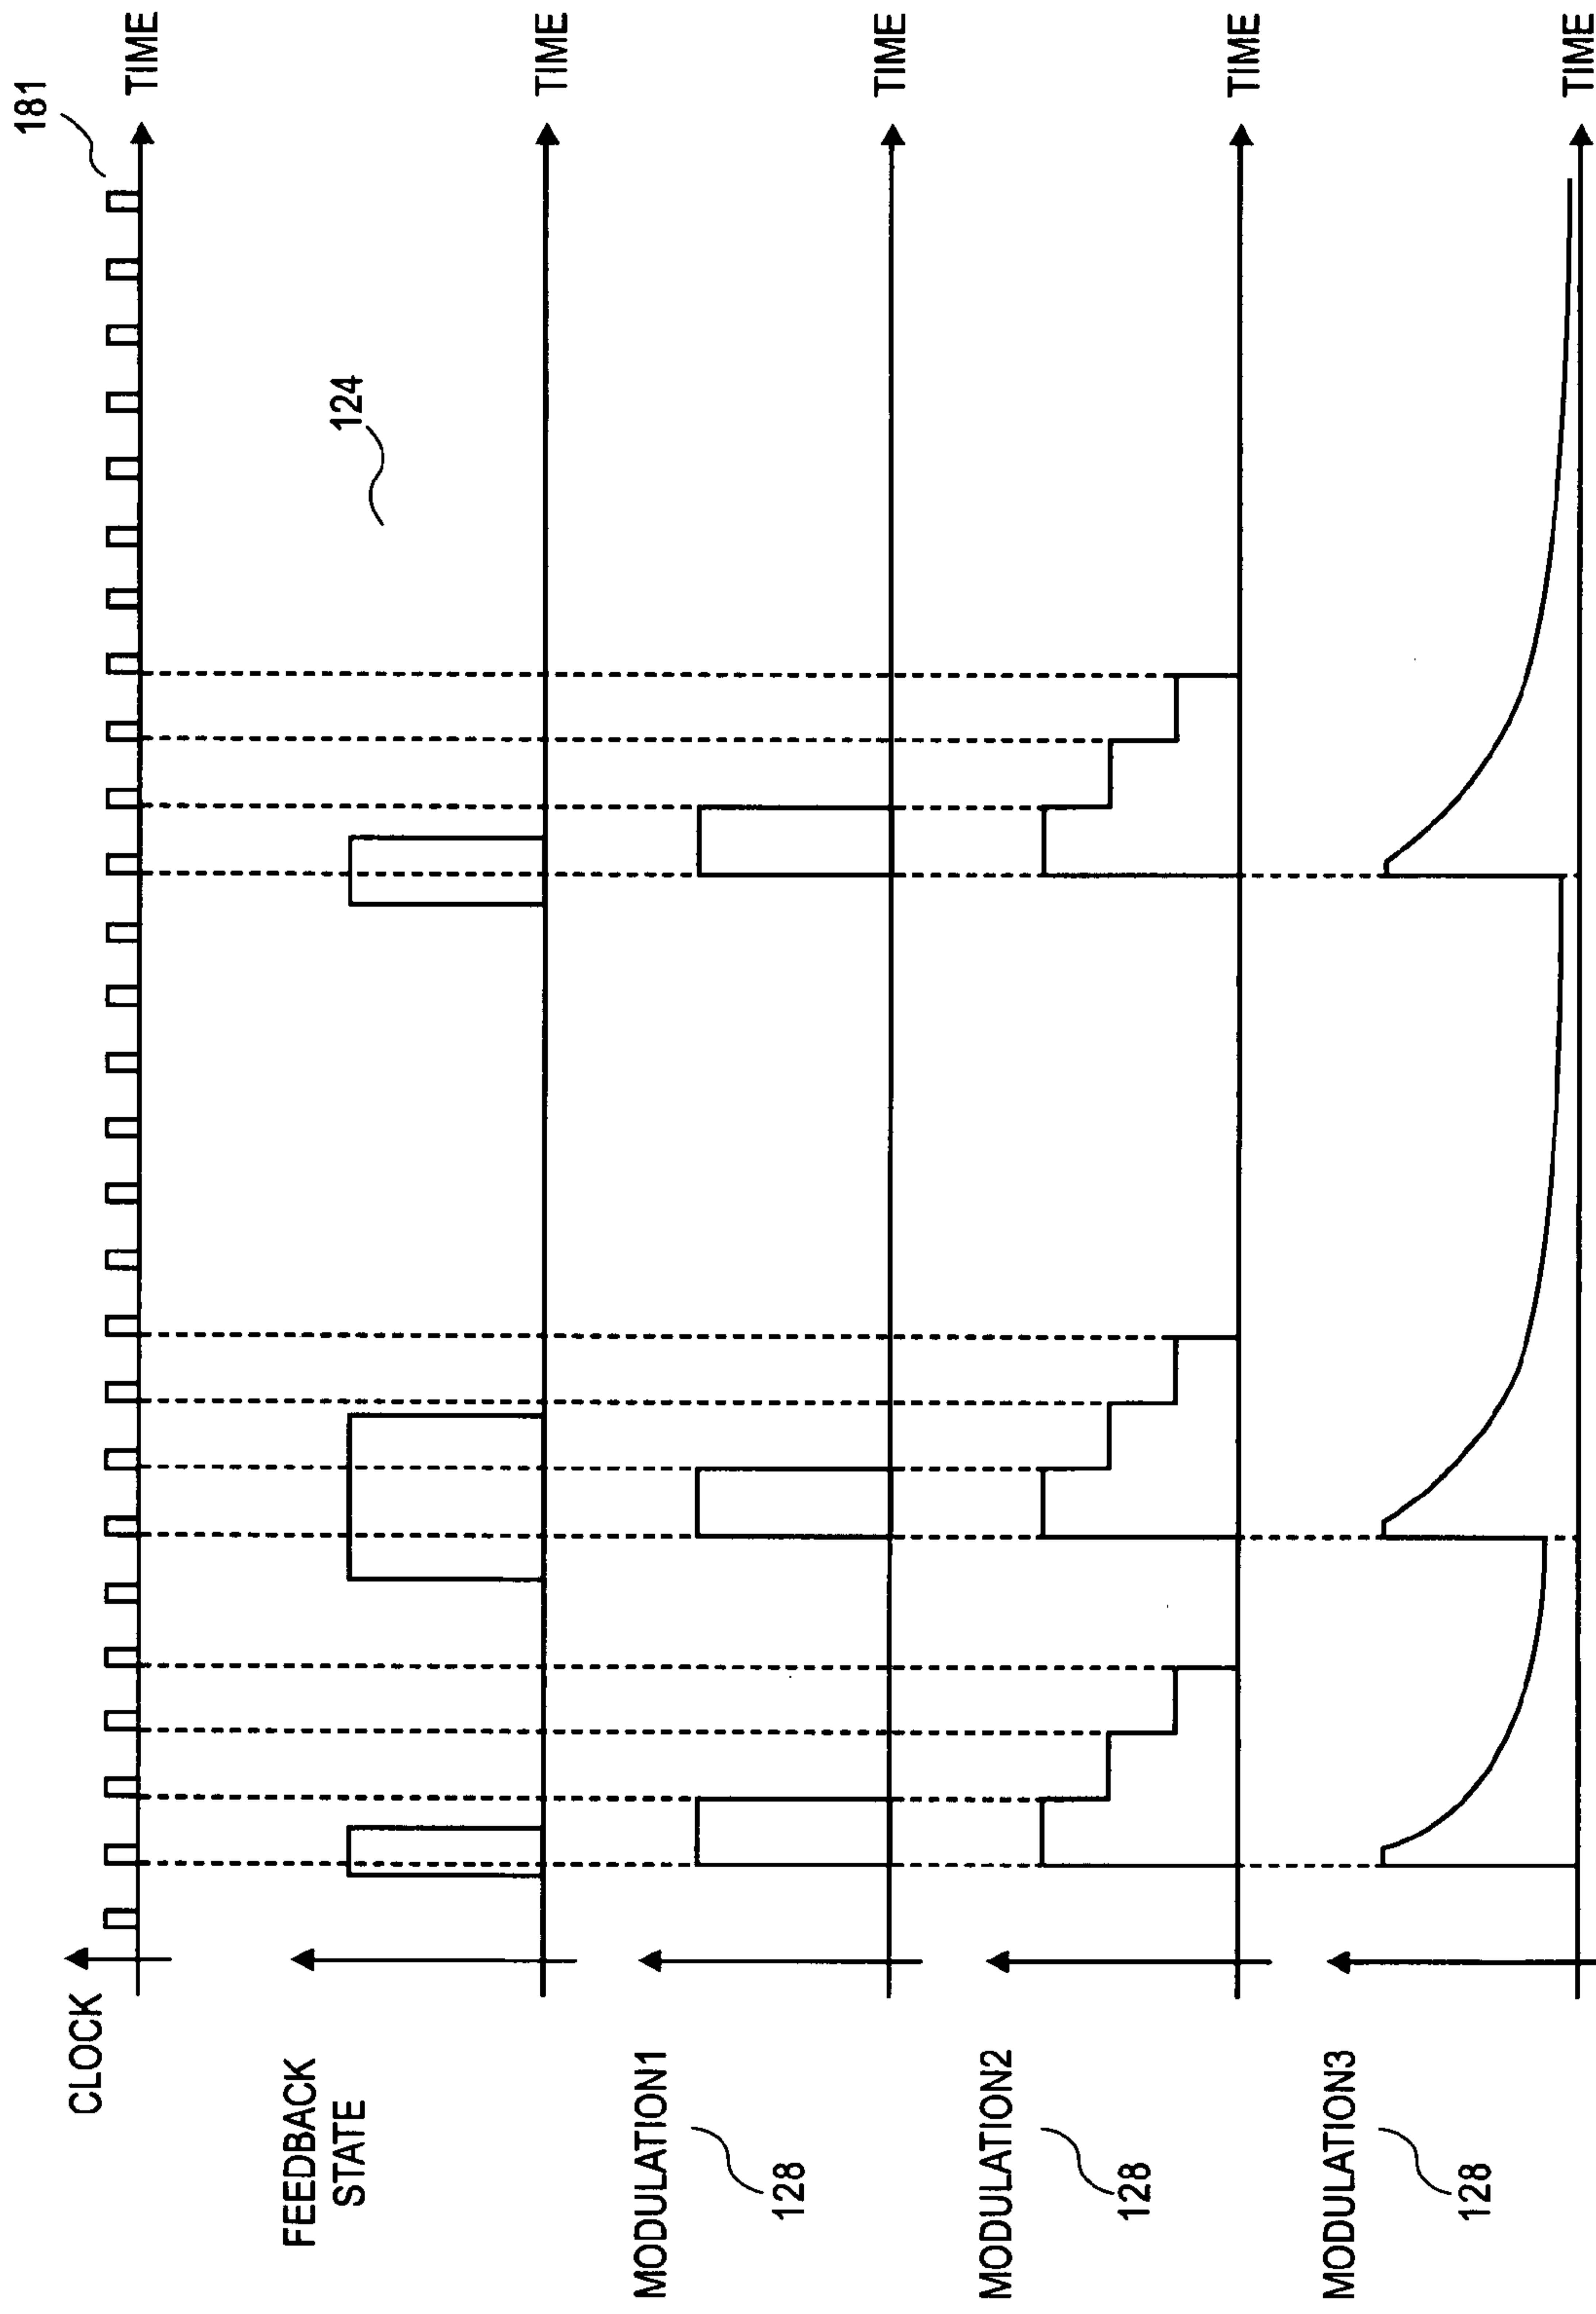 CLOCK
181
TIME
FEEDBACK
STATE
124
TIME
MODULATION1
128
TIME
MODULATION2
128
TIME
MODULATION3
128
TIME